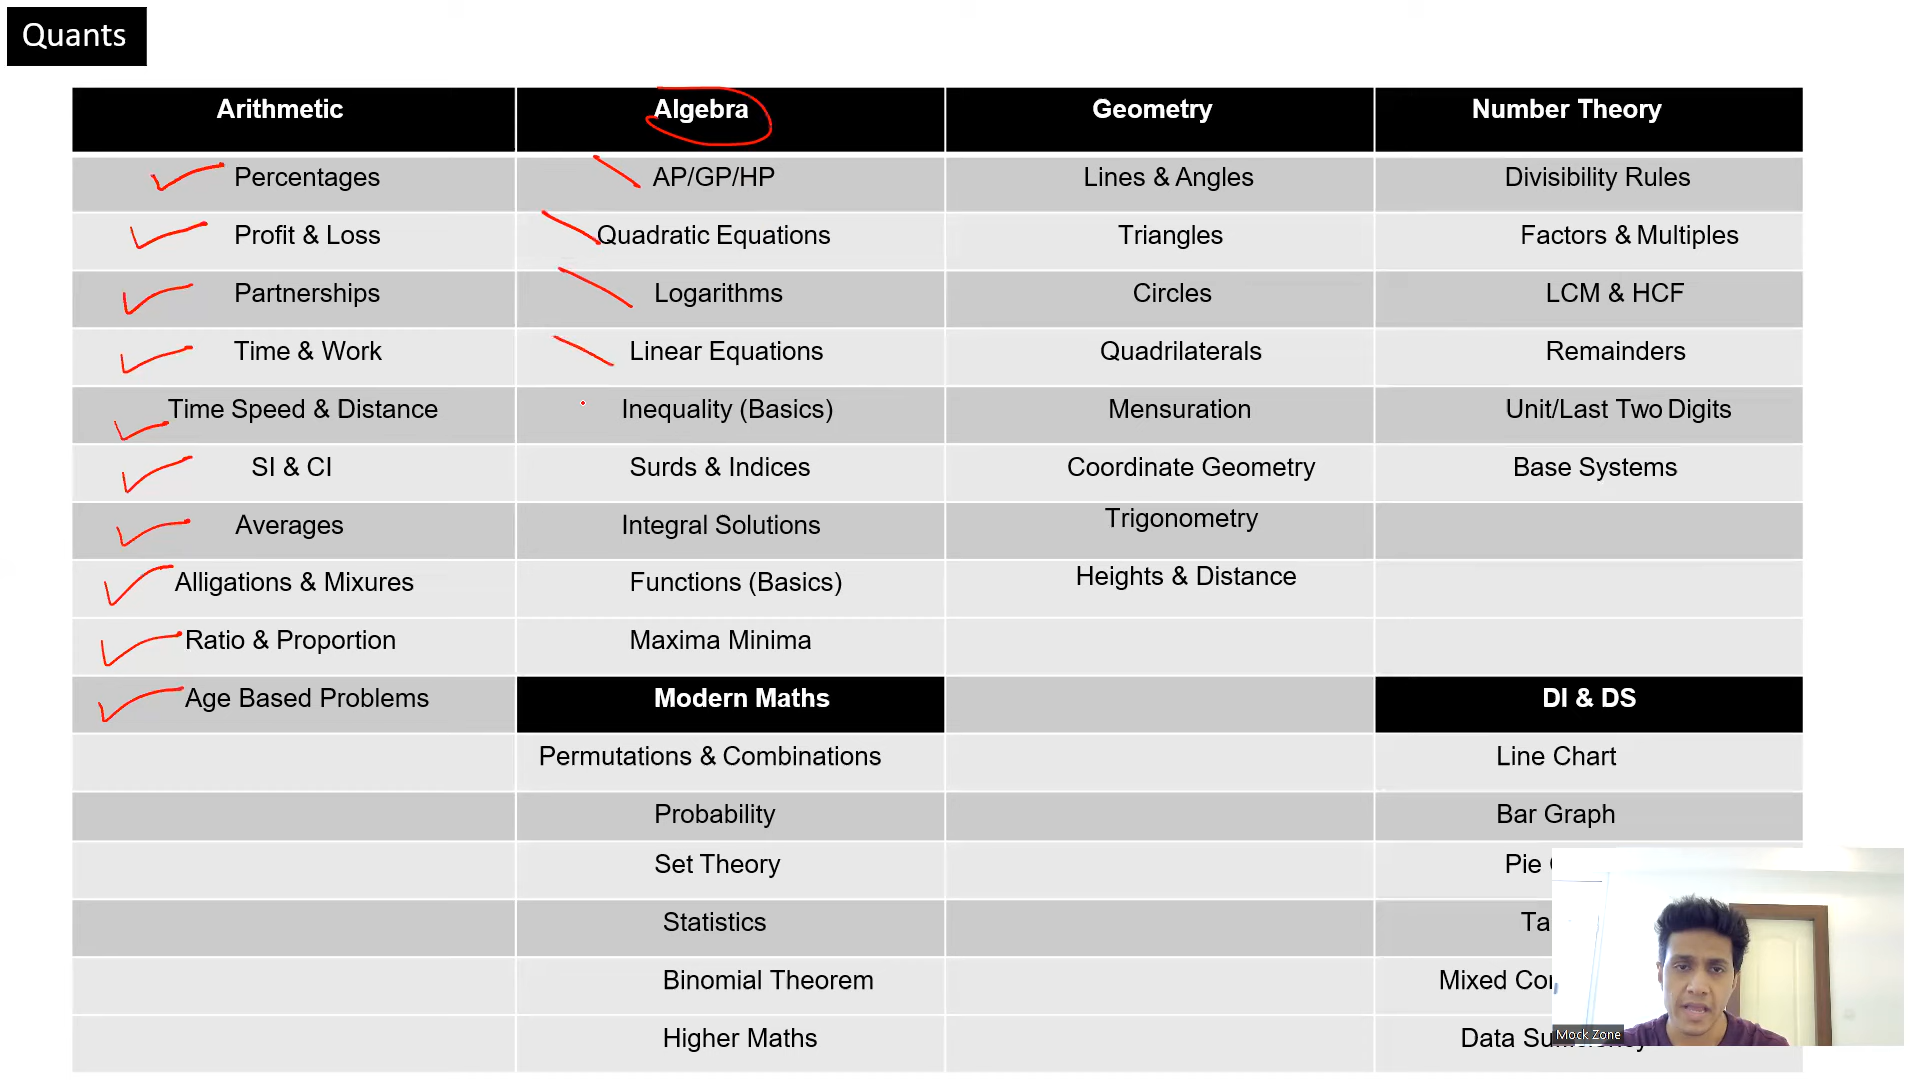 Quants
Arithmetic Algebra Geometry Number Theory
Percentages AP/GP/HP Lines & Angles Divisibility Rules
Profit & Loss Quadratic Equations Triangles Factors & Multiples
Partnerships Logarithms Circles LCM & HCF
Time & Work Linear Equations Quadrilaterals Remainders
Time Speed & Distance Inequality (Basics) Mensuration Unit/Last Two Digits
SI & CI Surds & Indices Coordinate Geometry Base Systems
Averages Integral Solutions Trigonometry
Alligations & Mixures Functions (Basics) Heights & Distance
Ratio & Proportion Maxima Minima
Age Based Problems Modern Maths DI & DS
Permutations & Combinations Line Chart
Probability Bar Graph
Set Theory Pie
Statistics
Binomial Theorem Mixed
Higher Maths Data
Mock Zone